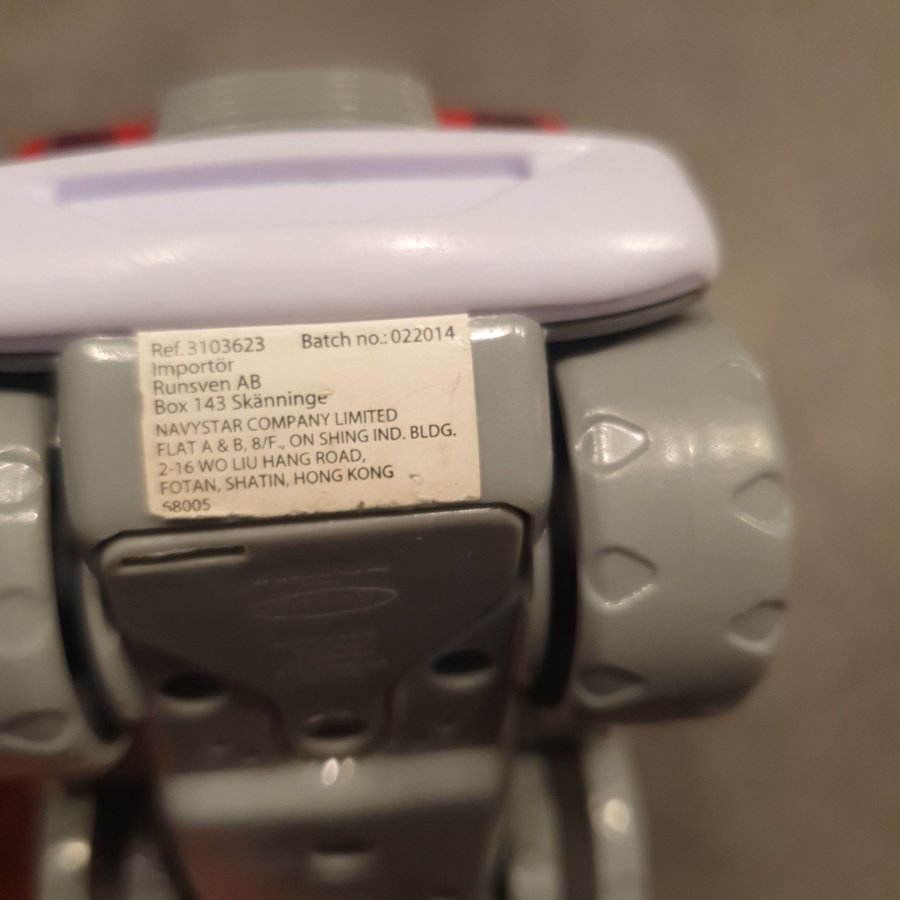 Ref. 3103623 Batch no.: 022014
Importör
Runsven AB
Box 143 Skänninge
NAVYSTAR COMPANY LIMITED
FLAT A & B, 8/F., ON SHING IND. BLDG.
2-16 WO LIU HANG ROAD,
FOTAN, SHATIN, HONG KONG
68005